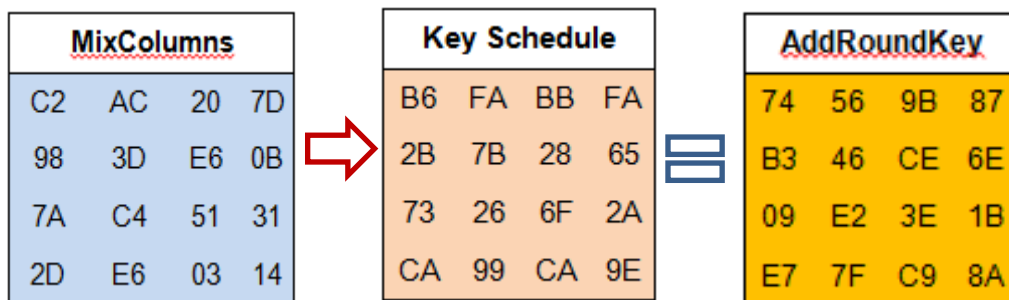 MixColumns Key Schedule AddRoundKey
C2 AC 20 7D B6 FA BB FA 74 56 9B 87
98 3D E6 0B 2B 7B 28 65 B3 46 CE 6E
7A C4 51 31 73 26 6F 2A 09 E2 3E 1B
2D E6 03 14 CA 99 CA 9E E7 7F C9 8A